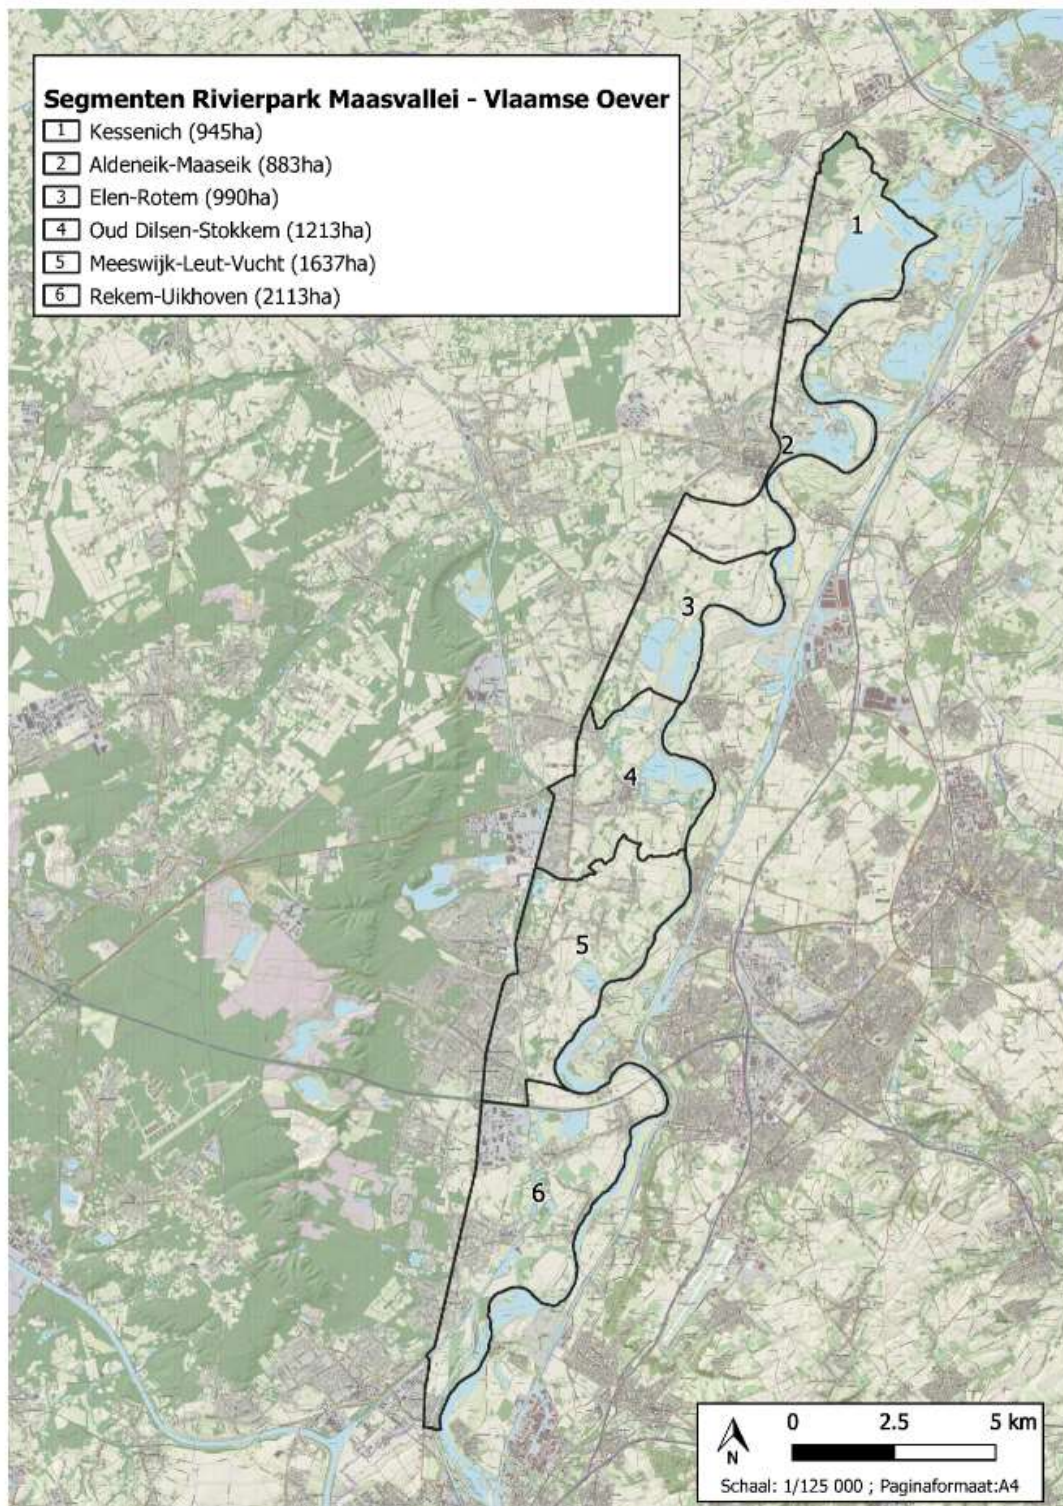 Segmenten Rivierpark Maasvallei - Vlaamse Oever
1 Kessenich (945ha)
2 Aldeneik-Maaseik (883ha)
3 Elen-Rotem (990ha)
4 Oud Dilsen-Stokkem (1213ha)
5 Meeswijk-Leut-Vucht (1637ha)
6 Rekem-Uikhoven (2113ha)
1
2
3
4
5
6
0 2.5 5 km
N
Schaal: 1/125 000 ; Paginaformaat:A4